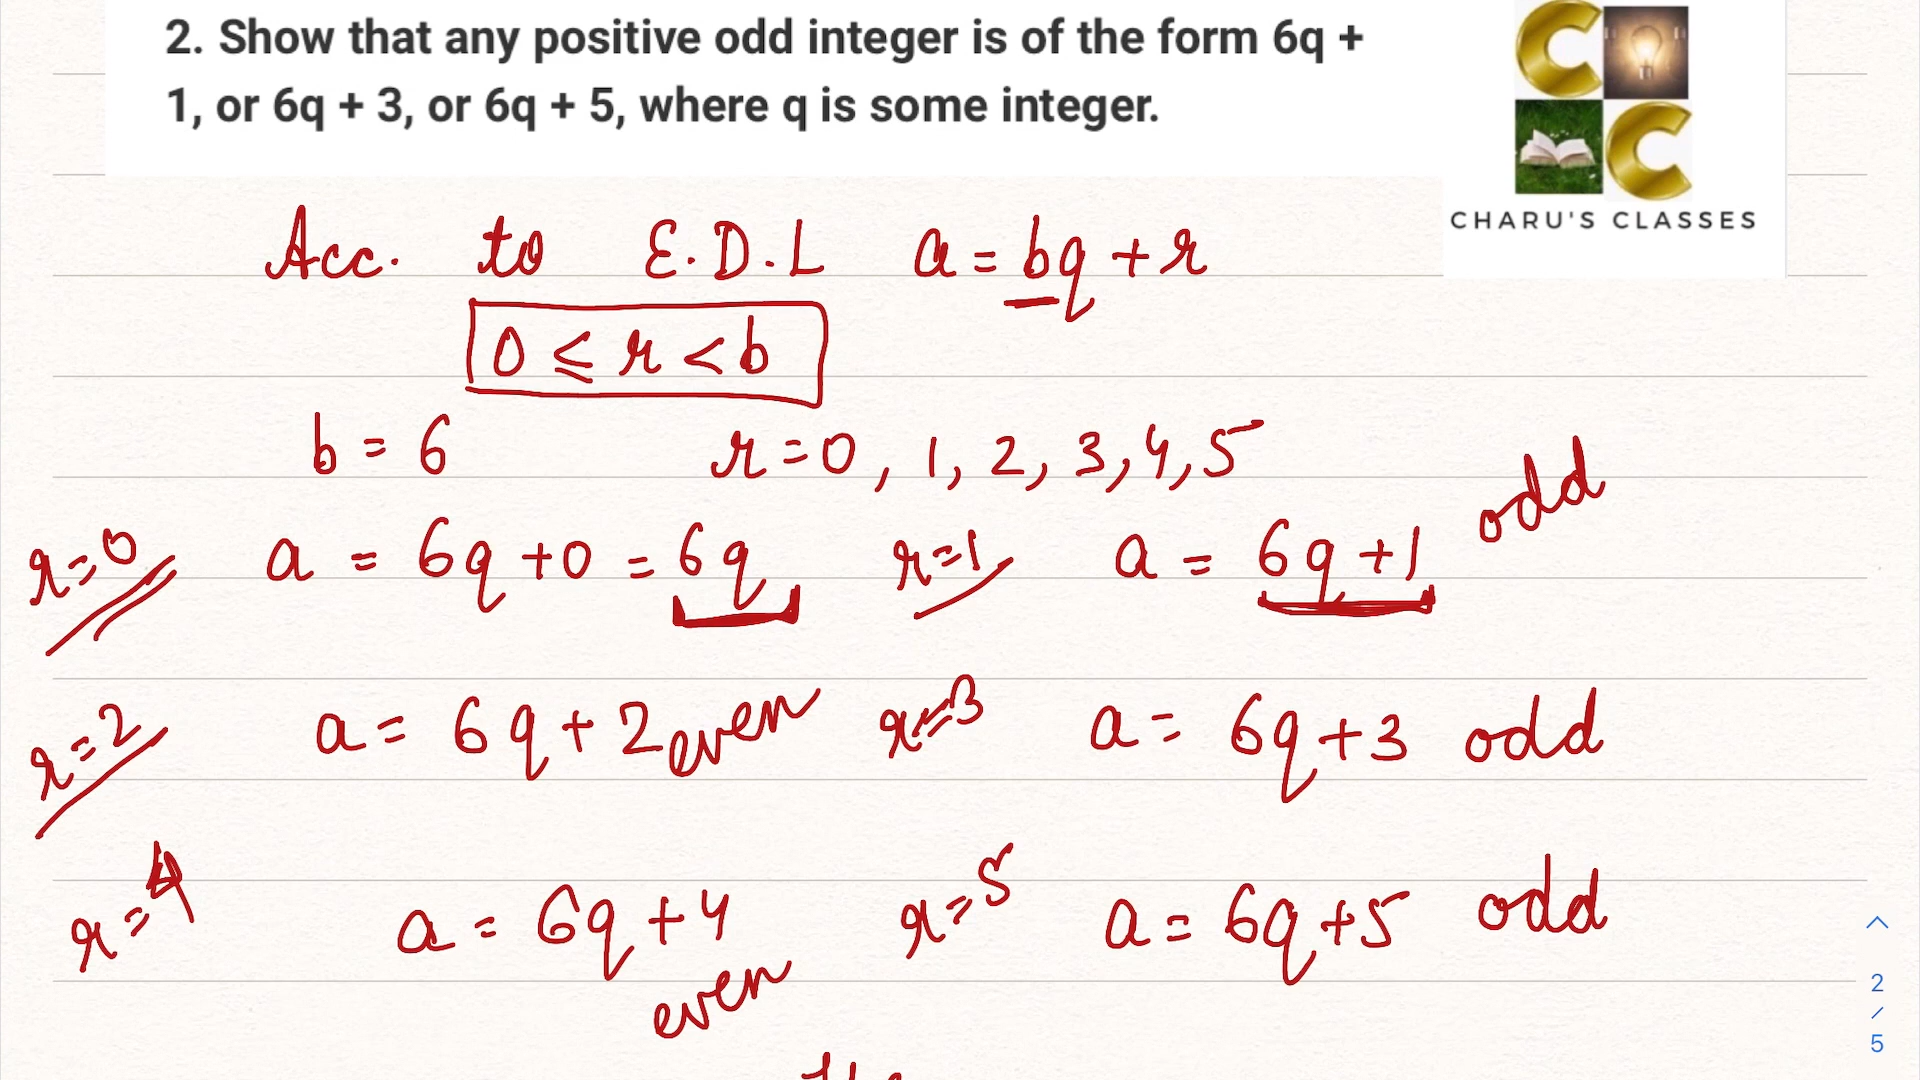 2. Show that any positive odd integer is of the form 6q +
1, or 6q + 3, or 6q + 5, where q is some integer.
CHARU'S CLASSES
Acc. to E.D.L a = bq + r
0 ≤ r < b
b = 6 r = 0, 1, 2, 3, 4, 5
r=0 a = 6q + 0 = 6q r=1 a = 6q + 1 odd
r=2 a = 6q + 2 even r=3 a = 6q + 3 odd
r=4 a = 6q + 4 even r=5 a = 6q + 5 odd
2
/
5